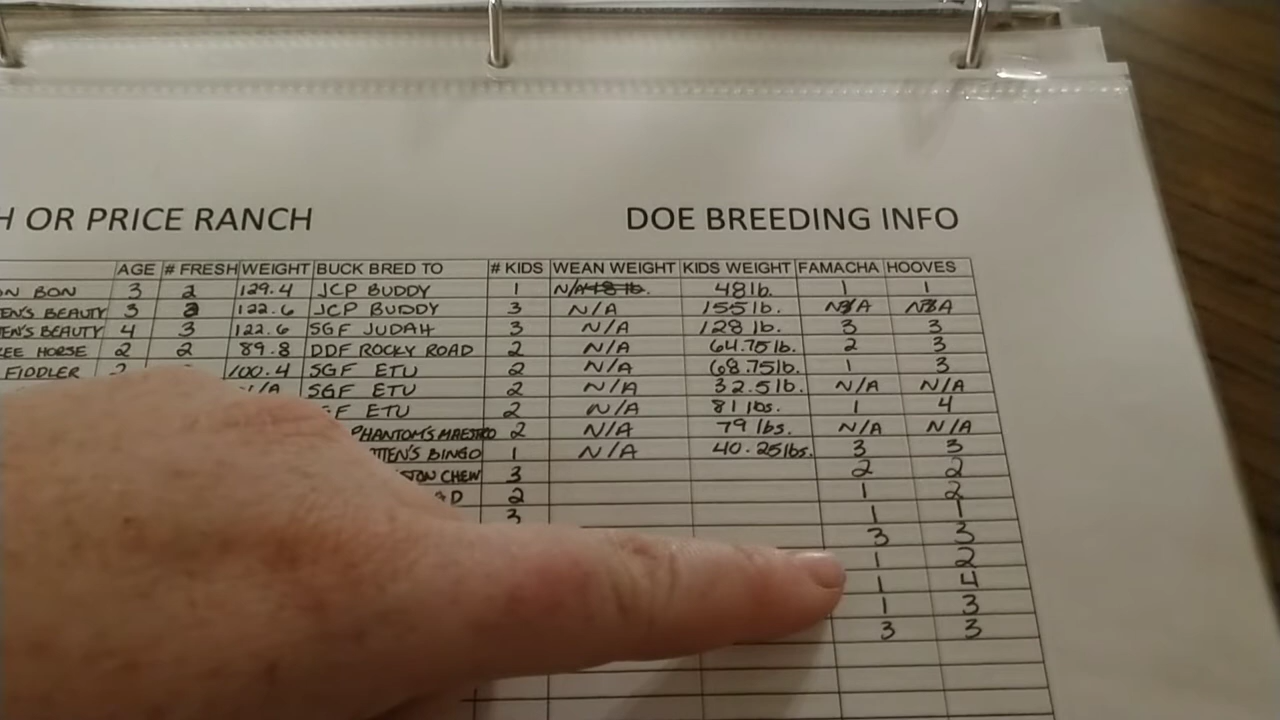 H OR PRICE RANCH DOE BREEDING INFO
AGE # FRESH WEIGHT BUCK BRED TO # KIDS WEAN WEIGHT KIDS WEIGHT FAMACHA HOOVES
ON BON 3 2 129.4 JCP BUDDY 1 N/A 48 lb. 48 lb. 1 1
EN'S BEAUTY 3 122.6 JCP BUDDY 3 N/A 155 lb. N/A N/A
EN'S BEAUTY 4 3 122.6 SGF JUDAH 3 N/A 128 lb. 3 3
EE HORSE 2 2 89.8 DDF ROCKY ROAD 2 N/A 64.75 lb. 2 3
FIDDLER 100.4 SGF ETU 2 N/A 68.75 lb. 1 3
/A SGF ETU 2 N/A 32.5 lb. N/A N/A
F ETU 2 N/A 81 lbs. 1 4
PHANTOM'S MAESTRO 2 N/A 79 lbs. N/A N/A
TTEN'S BINGO 1 N/A 40.25 lbs. 3 3
TON CHEW 3 2 2
D 2 1 2
3 1 1
3 3
1 2
1 4
1 3
3 3